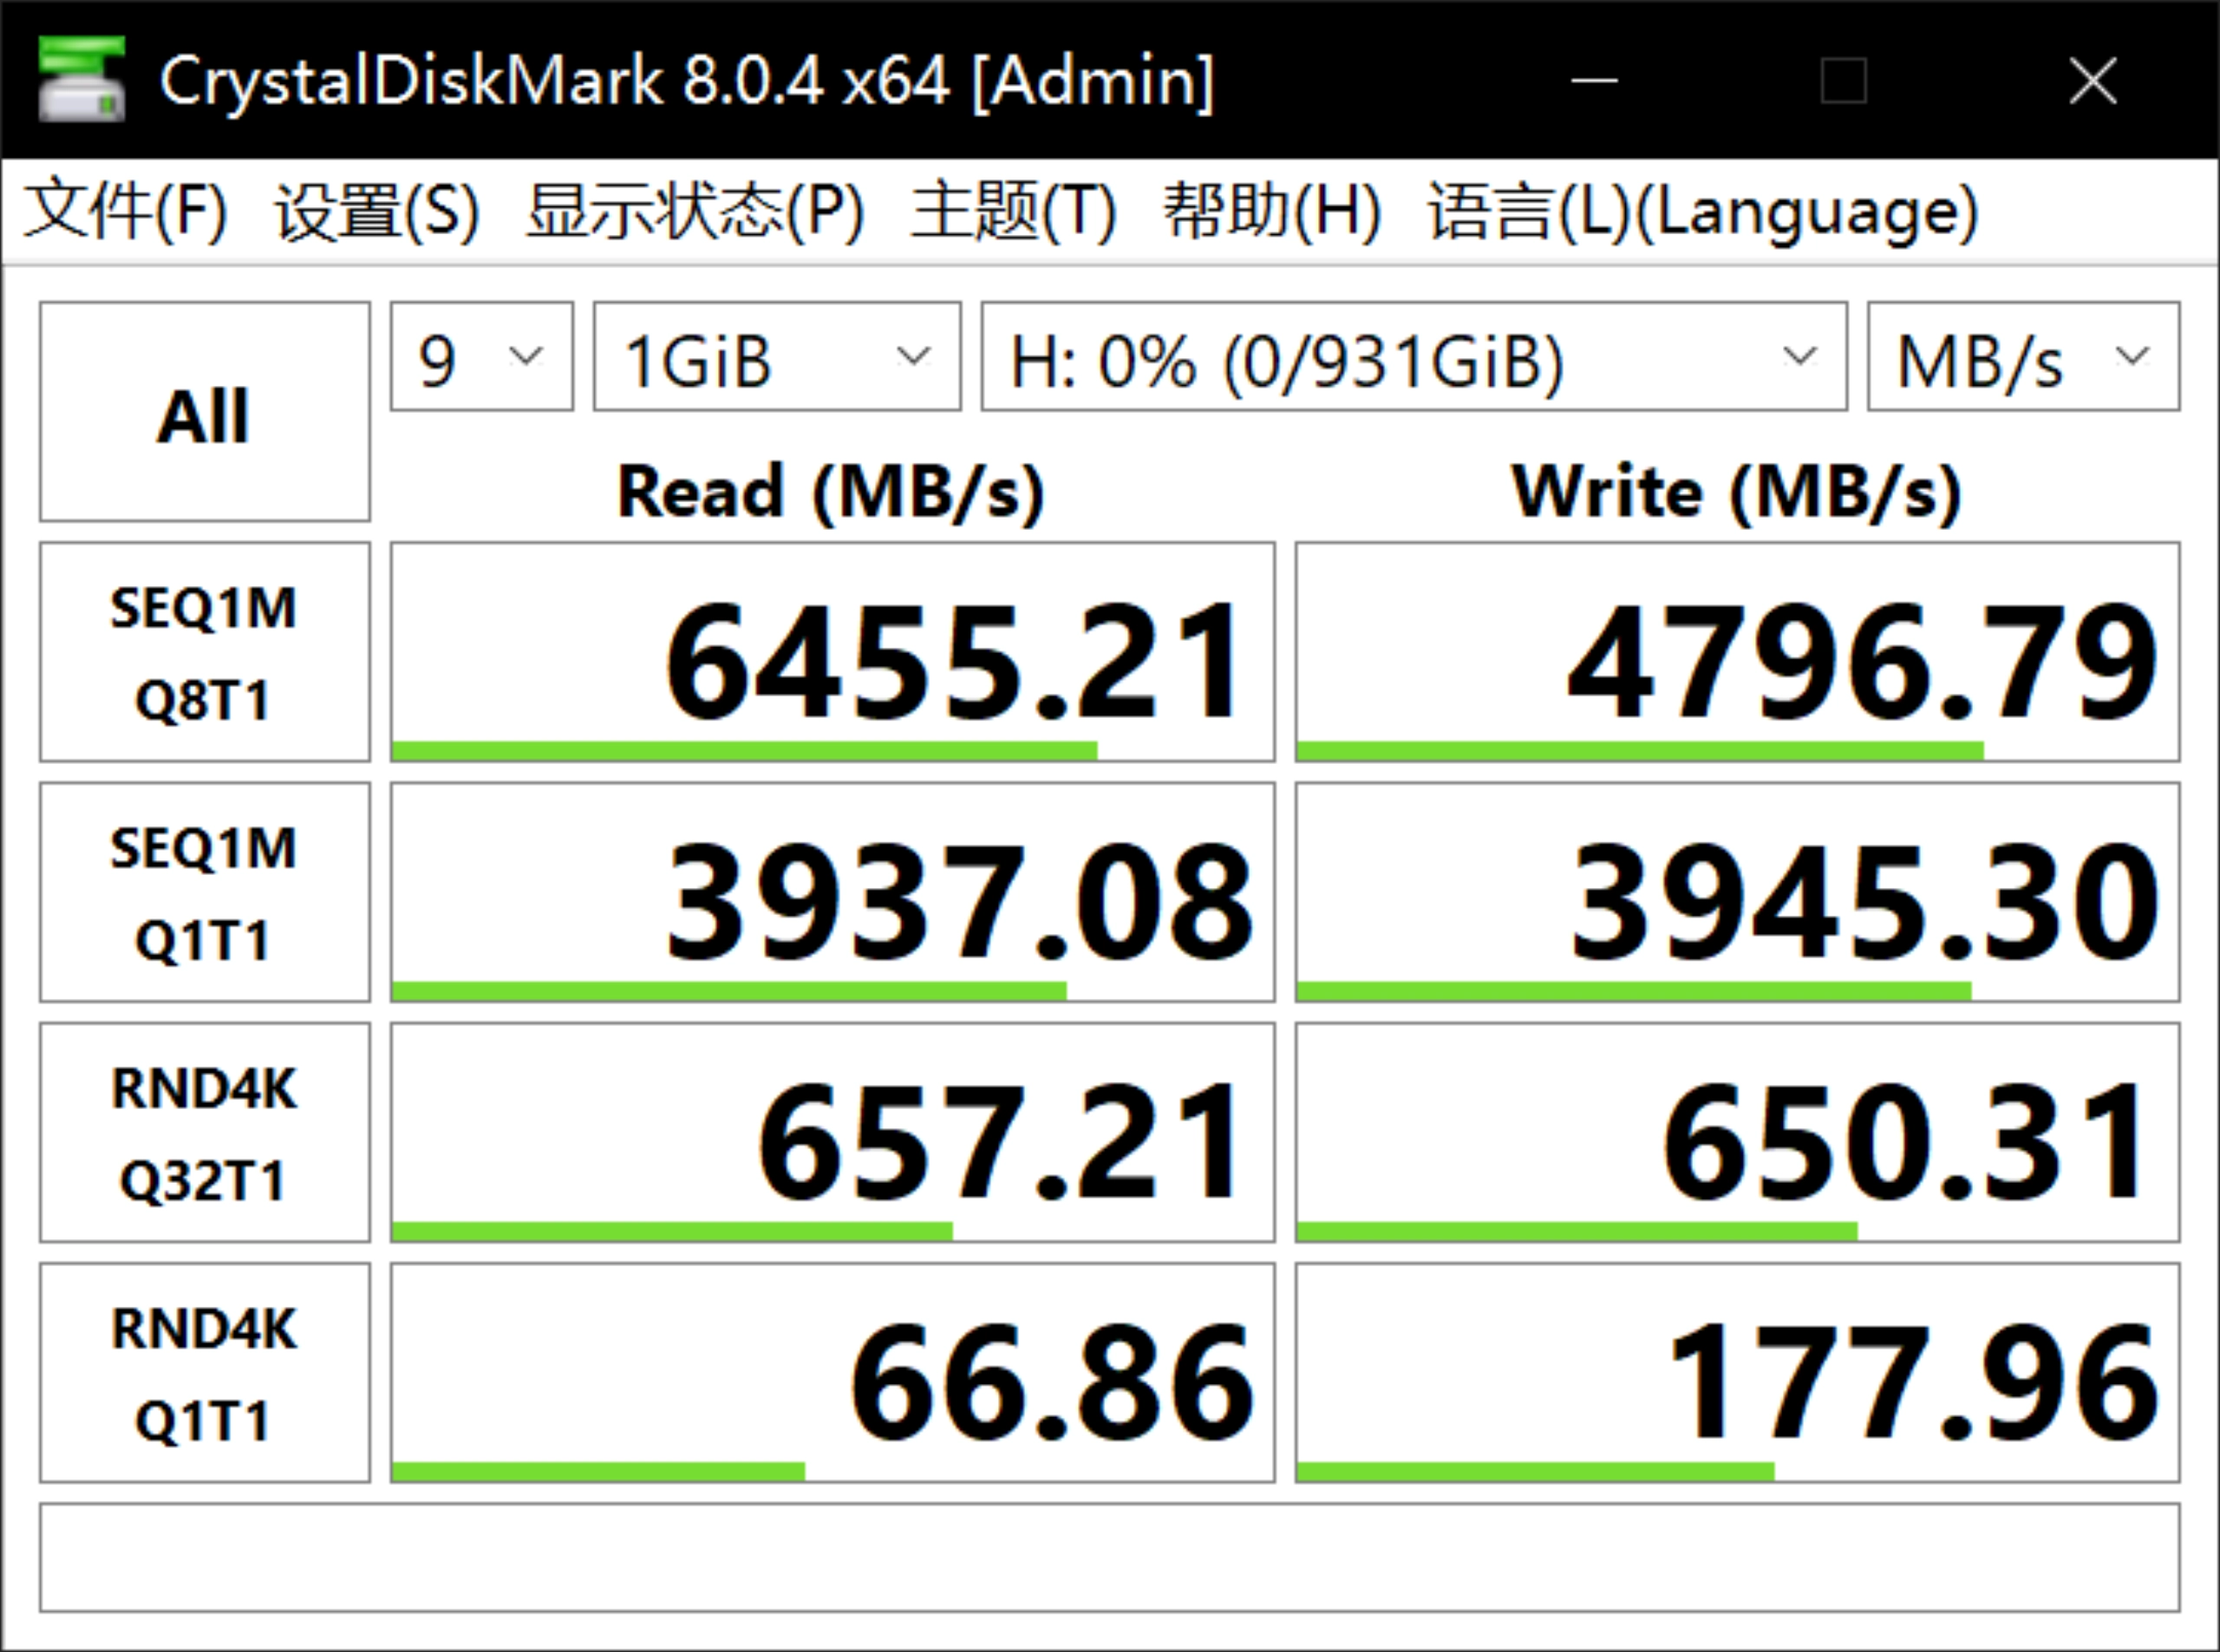 CrystalDiskMark 8.0.4 x64 [Admin]
文件(F) 设置(S) 显示状态(P) 主题(T) 帮助(H) 语言(L)(Language)
All 9 1GiB H: 0% (0/931GiB) MB/s
Read (MB/s) Write (MB/s)
SEQ1M
Q8T1
6455.21 4796.79
SEQ1M
Q1T1
3937.08 3945.30
RND4K
Q32T1
657.21 650.31
RND4K
Q1T1
66.86 177.96